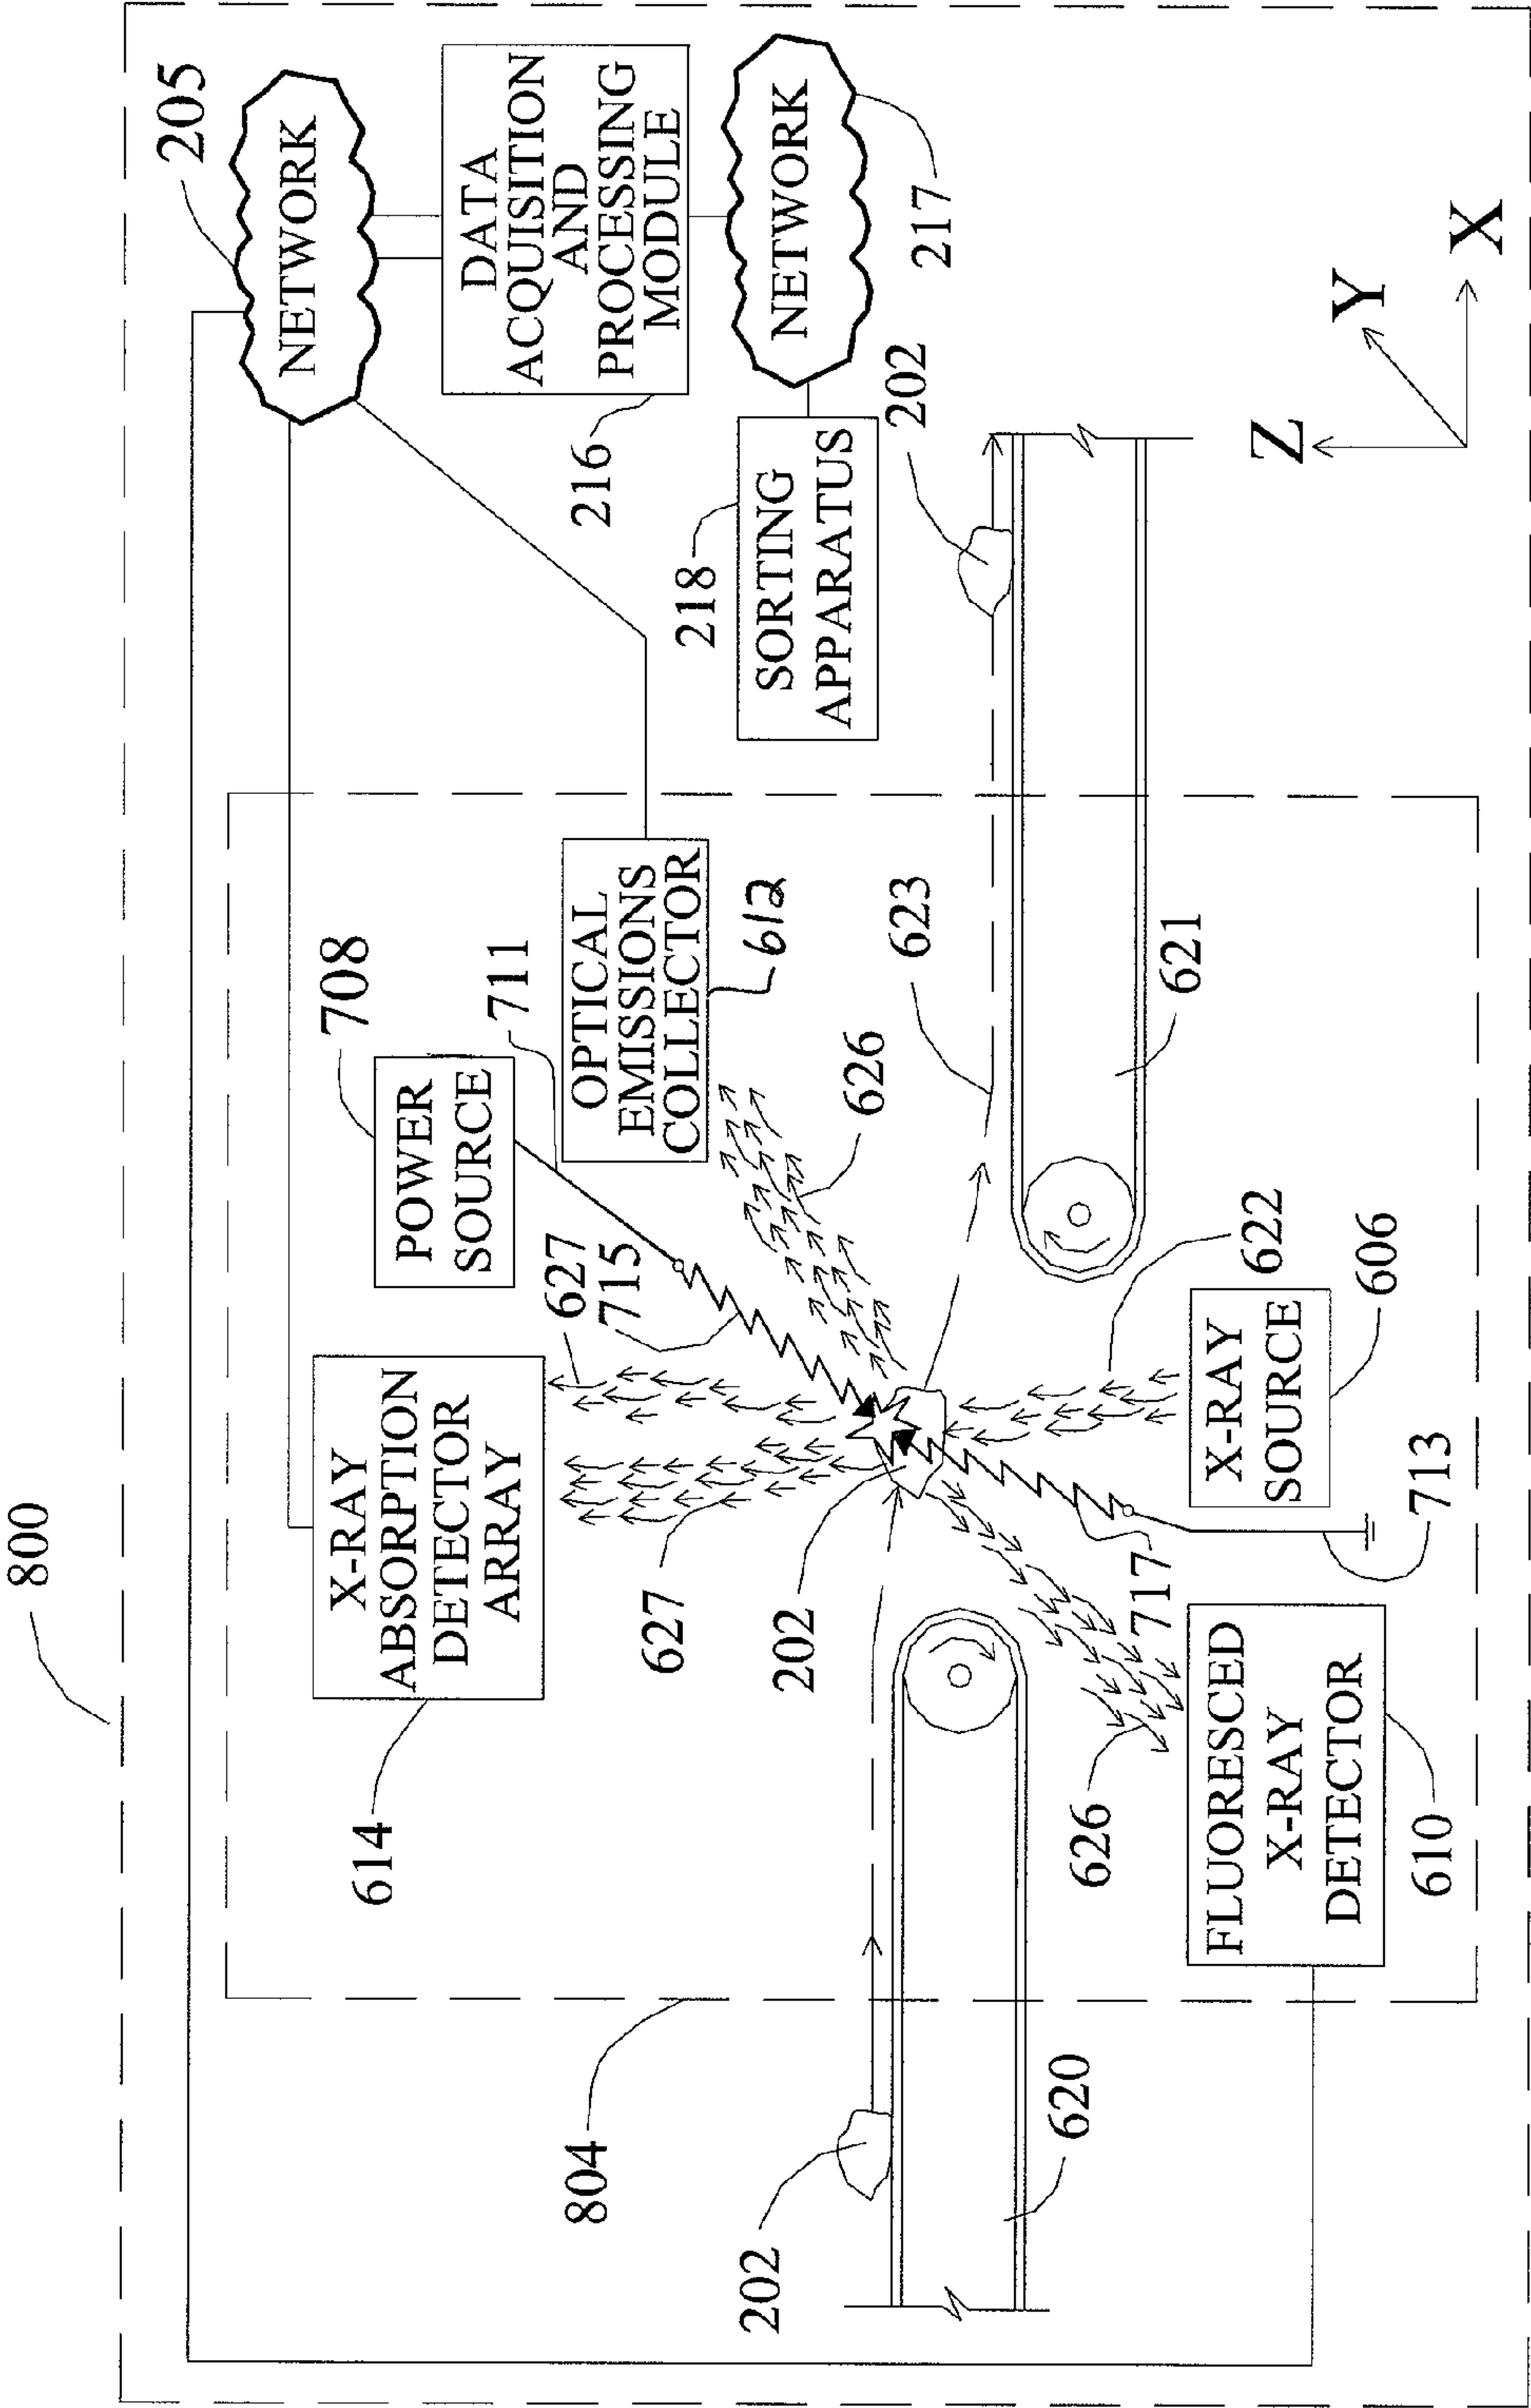 800
205
NETWORK
708
POWER
SOURCE
711
X-RAY
ABSORPTION
DETECTOR
ARRAY
614
627
715
OPTICAL
EMISSIONS
COLLECTOR
612
DATA
ACQUISITION
AND
PROCESSING
MODULE
216
NETWORK
217
218
SORTING
APPARATUS
804
627
626
202
202
202
623
620
621
626
717
622
X-RAY
SOURCE
606
713
FLUORESCED
X-RAY
DETECTOR
610
Z
Y
X